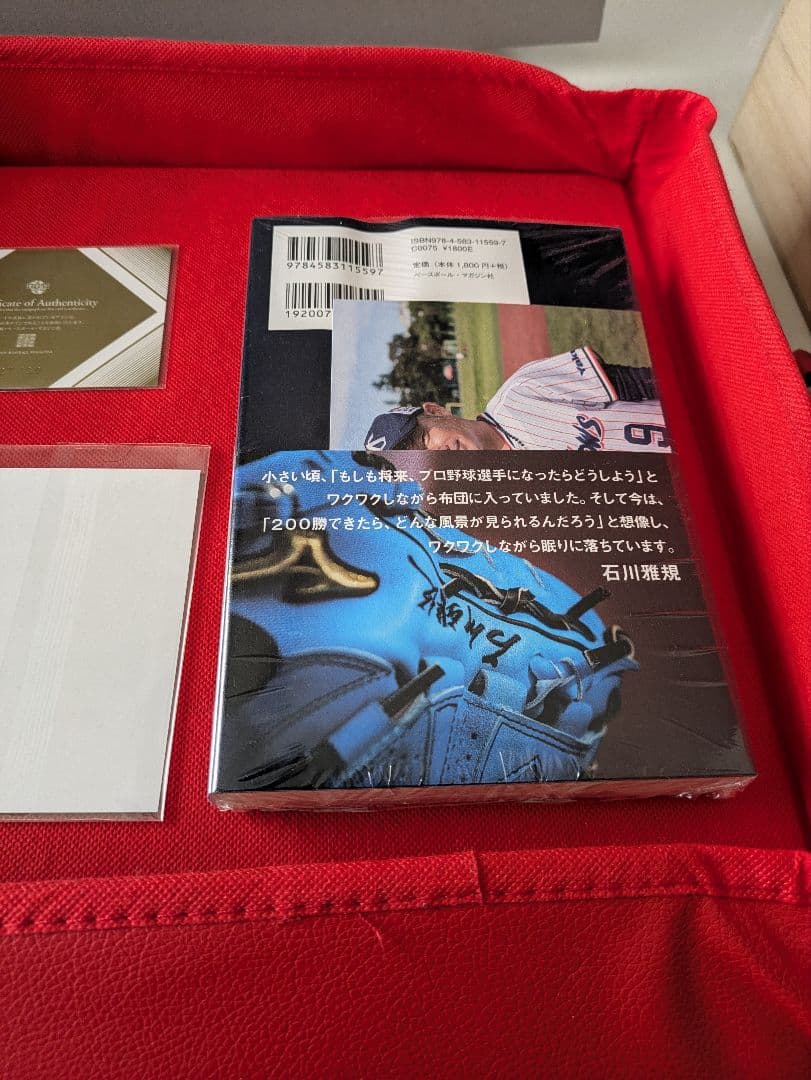 ISBN978-4-583-11559-7
C0075 ¥1800E
定価（本体1,800円+税）
ベースボール・マガジン社
9784583115597
192007
icate of Authenticity
Yaku
9
小さい頃、「もしも将来、プロ野球選手になったらどうしよう」と
ワクワクしながら布団に入っていました。そして今は、
「200勝できたら、どんな風景が見られるんだろう」と想像し、
ワクワクしながら眠りに落ちています。
石川雅規